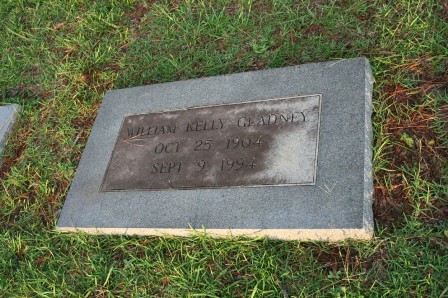 WILLIAM KELLY GLADNEY
OCT 25 1904
SEPT 9 1994